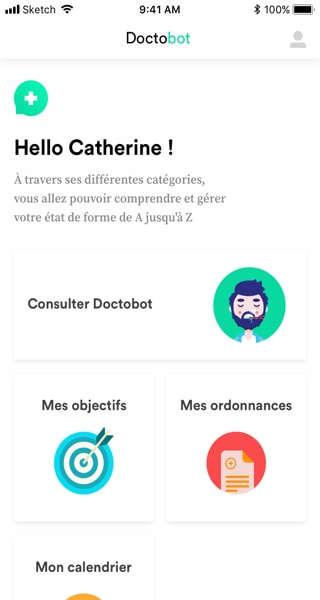 Sketch
9:41 AM
100%
Doctobot
Hello Catherine !
À travers ses différentes catégories,
vous allez pouvoir comprendre et gérer
votre état de forme de A jusqu'à Z
Consulter Doctobot
Mes objectifs
Mes ordonnances
Mon calendrier